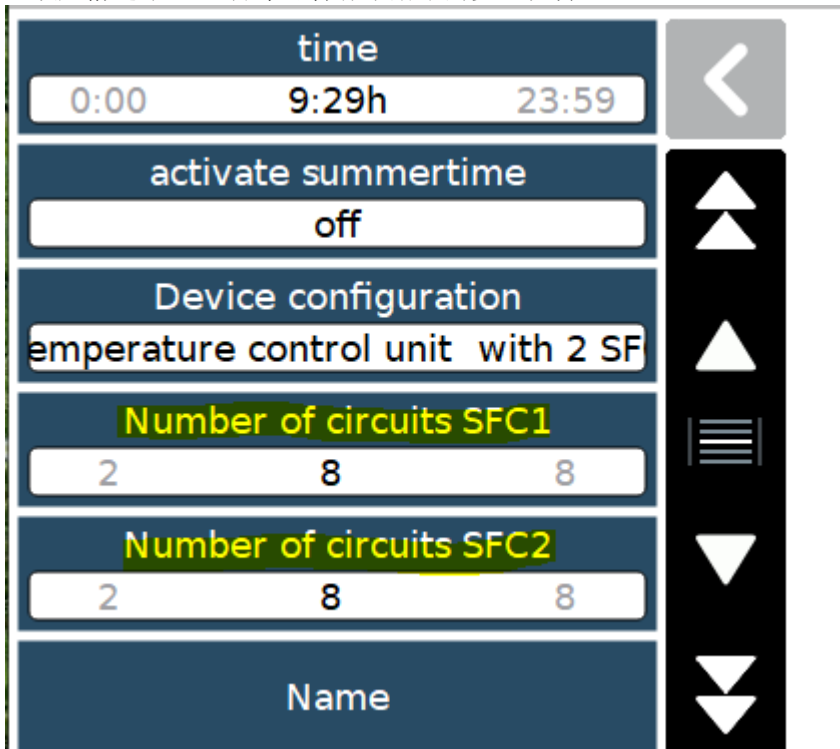 time
0:00 9:29h 23:59
activate summertime
off
Device configuration
emperature control unit with 2 SF
Number of circuits SFC1
2 8 8
Number of circuits SFC2
2 8 8
Name